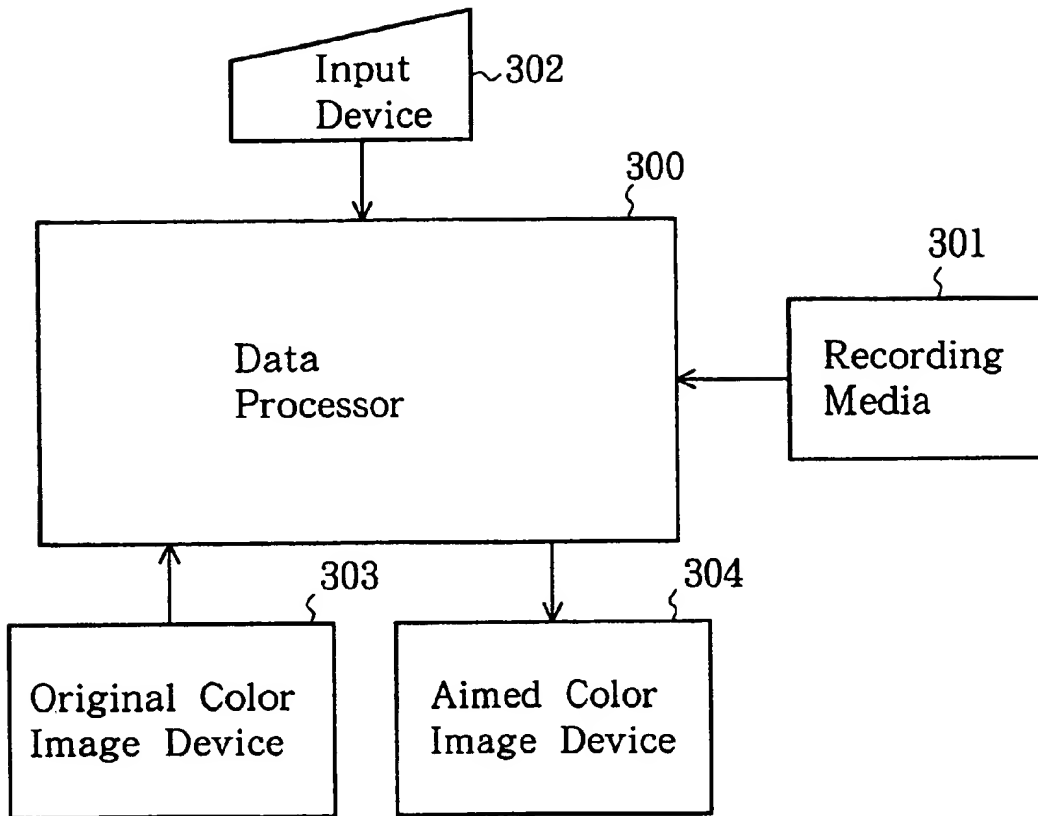 Input
Device
302
300
301
Data
Processor
Recording
Media
303
304
Original Color
Image Device
Aimed Color
Image Device